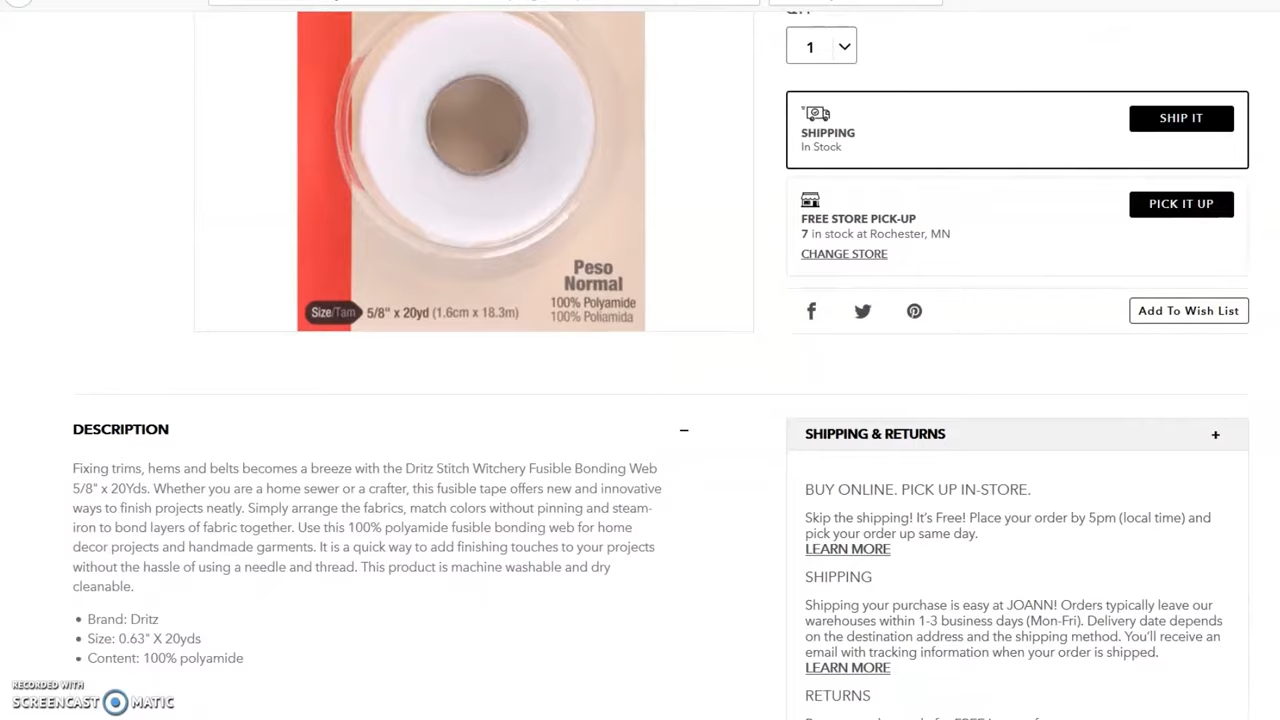 1
SHIPPING
In Stock
SHIP IT
FREE STORE PICK-UP
7 in stock at Rochester, MN
CHANGE STORE
PICK IT UP
Peso
Normal
100% Polyamide
100% Poliamida
Size/Tam 5/8" x 20yd (1.6cm x 18.3m)
Add To Wish List
DESCRIPTION
Fixing trims, hems and belts becomes a breeze with the Dritz Stitch Witchery Fusible Bonding Web
5/8" x 20Yds. Whether you are a home sewer or a crafter, this fusible tape offers new and innovative
ways to finish projects neatly. Simply arrange the fabrics, match colors without pinning and steam-
iron to bond layers of fabric together. Use this 100% polyamide fusible bonding web for home
decor projects and handmade garments. It is a quick way to add finishing touches to your projects
without the hassle of using a needle and thread. This product is machine washable and dry
cleanable.
Brand: Dritz
Size: 0.63" X 20yds
Content: 100% polyamide
SHIPPING & RETURNS
BUY ONLINE. PICK UP IN-STORE.
Skip the shipping! It's Free! Place your order by 5pm (local time) and
pick your order up same day.
LEARN MORE
SHIPPING
Shipping your purchase is easy at JOANN! Orders typically leave our
warehouses within 1-3 business days (Mon-Fri). Delivery date depends
on the destination address and the shipping method. You'll receive an
email with tracking information when your order is shipped.
LEARN MORE
RETURNS
RECORDED WITH
SCREENCAST MATIC